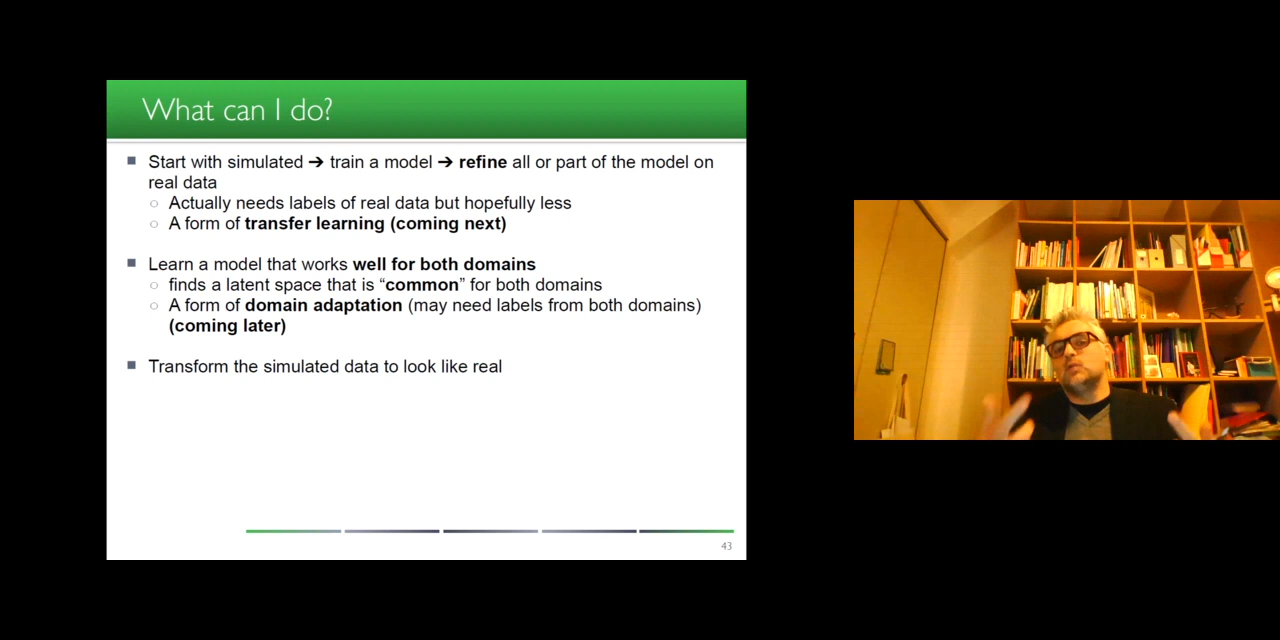 What can I do?
■ Start with simulated ➔ train a model ➔ refine all or part of the model on
real data
○ Actually needs labels of real data but hopefully less
○ A form of transfer learning (coming next)
■ Learn a model that works well for both domains
○ finds a latent space that is “common” for both domains
○ A form of domain adaptation (may need labels from both domains)
(coming later)
■ Transform the simulated data to look like real
43